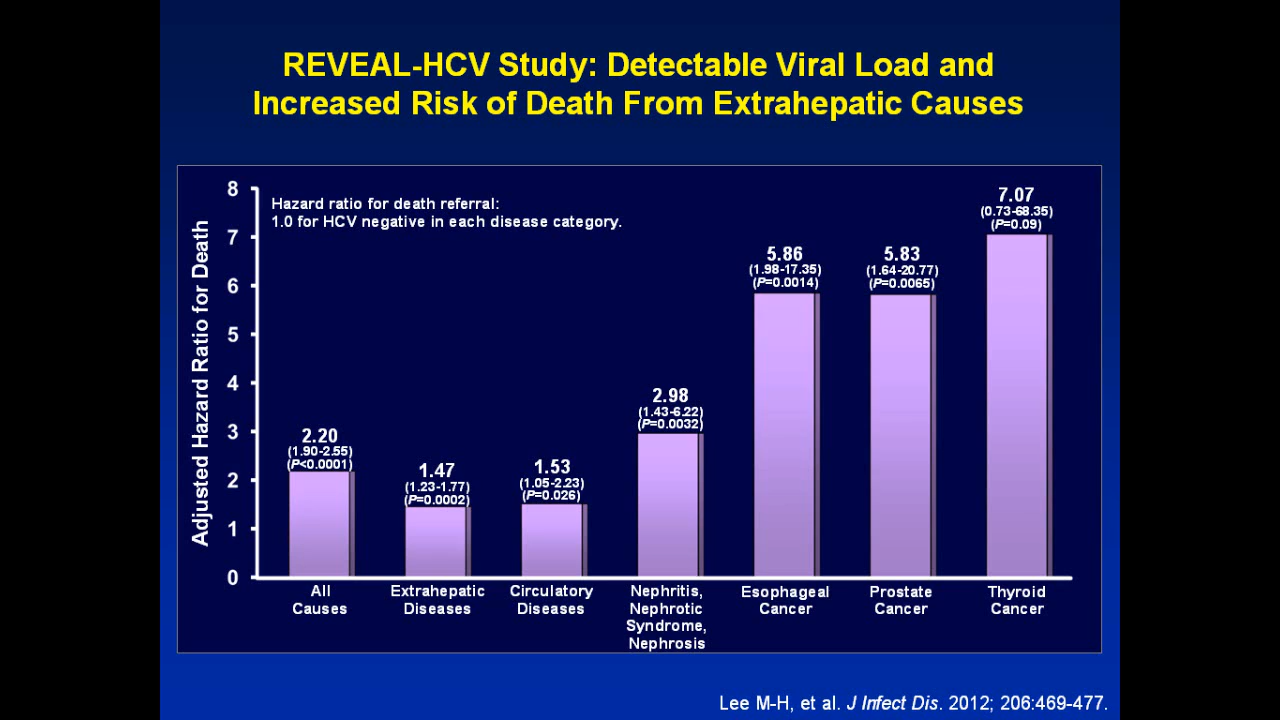 REVEAL-HCV Study: Detectable Viral Load and
Increased Risk of Death From Extrahepatic Causes
Adjusted Hazard Ratio for Death
8
7
6
5
4
3
2
1
0
Hazard ratio for death referral:
1.0 for HCV negative in each disease category.
2.20
(1.90-2.55)
(P<0.0001)
1.47
(1.23-1.77)
(P=0.0002)
1.53
(1.05-2.23)
(P=0.026)
2.98
(1.43-6.22)
(P=0.0032)
5.86
(1.98-17.35)
(P=0.0014)
5.83
(1.64-20.77)
(P=0.0065)
7.07
(0.73-68.35)
(P=0.09)
All
Causes
Extrahepatic
Diseases
Circulatory
Diseases
Nephritis,
Nephrotic
Syndrome,
Nephrosis
Esophageal
Cancer
Prostate
Cancer
Thyroid
Cancer
Lee M-H, et al. J Infect Dis. 2012; 206:469-477.